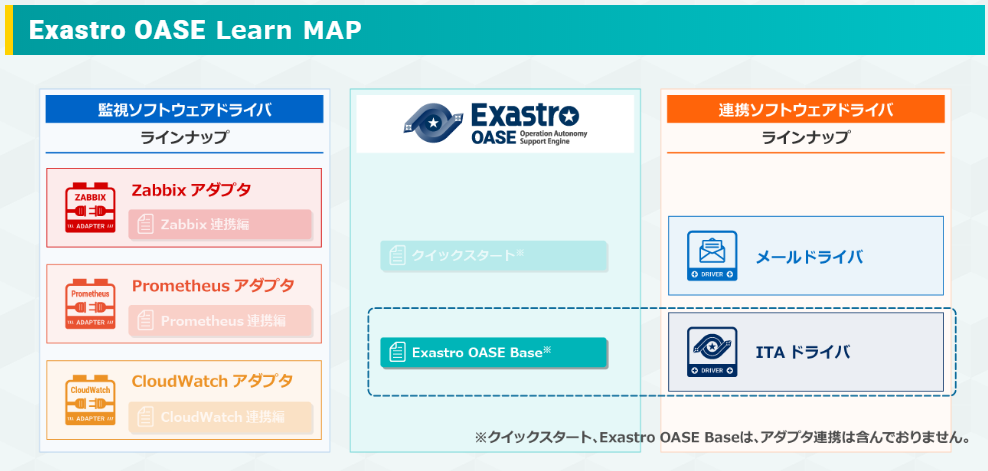 Exastro OASE Learn MAP
監視ソフトウェアドライバ
ラインナップ
ZABBIX
ADAPTER
Zabbix アダプタ
Zabbix 連携編
Prometheus
ADAPTER
Prometheus アダプタ
Prometheus 連携編
CloudWatch
ADAPTER
CloudWatch アダプタ
CloudWatch 連携編
Exastro
OASE Operation Autonomy
Support Engine
クイックスタート※
Exastro OASE Base※
連携ソフトウェアドライバ
ラインナップ
DRIVER
メールドライバ
DRIVER
ITA ドライバ
※クイックスタート、Exastro OASE Baseは、アダプタ連携は含んでおりません。